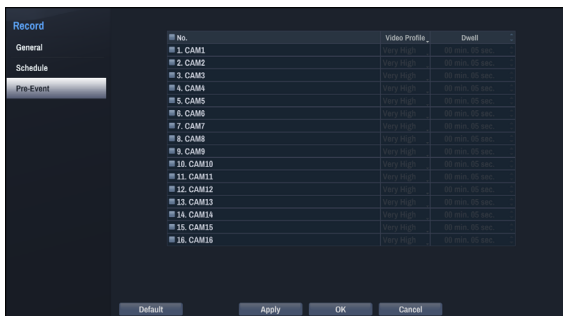 Record
General
Schedule
Pre-Event
No. Video Profile Dwell
1. CAM1 Very High 00 min. 05 sec.
2. CAM2 Very High 00 min. 05 sec.
3. CAM3 Very High 00 min. 05 sec.
4. CAM4 Very High 00 min. 05 sec.
5. CAM5 Very High 00 min. 05 sec.
6. CAM6 Very High 00 min. 05 sec.
7. CAM7 Very High 00 min. 05 sec.
8. CAM8 Very High 00 min. 05 sec.
9. CAM9 Very High 00 min. 05 sec.
10. CAM10 Very High 00 min. 05 sec.
11. CAM11 Very High 00 min. 05 sec.
12. CAM12 Very High 00 min. 05 sec.
13. CAM13 Very High 00 min. 05 sec.
14. CAM14 Very High 00 min. 05 sec.
15. CAM15 Very High 00 min. 05 sec.
16. CAM16 Very High 00 min. 05 sec.
Default Apply OK Cancel